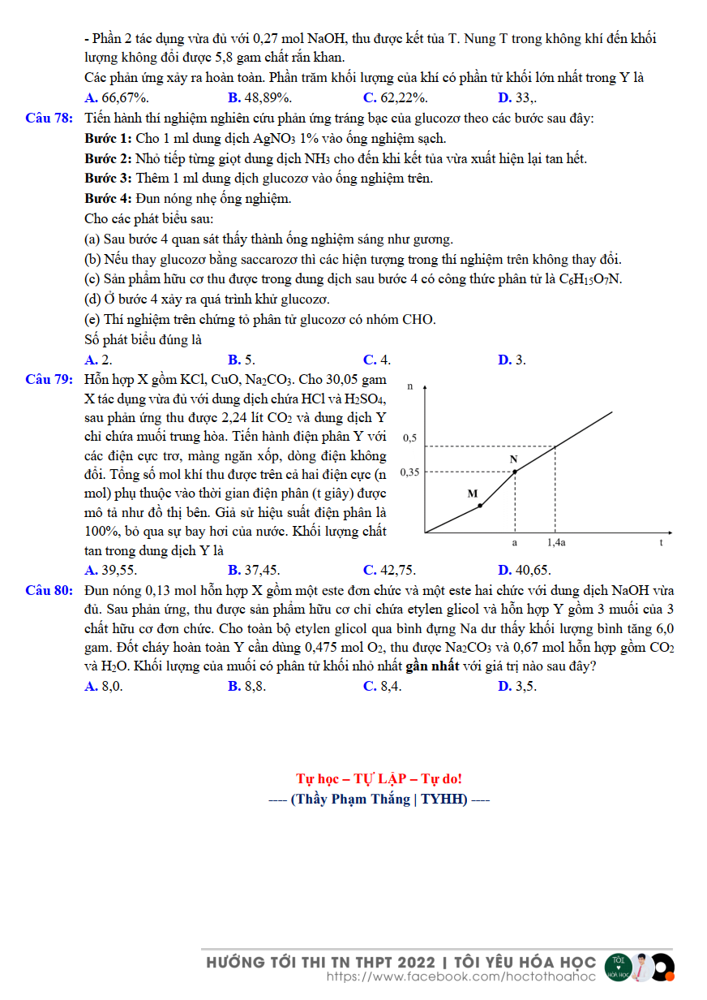 - Phần 2 tác dụng vừa đủ với 0,27 mol NaOH, thu được kết tủa T. Nung T trong không khí đến khối
lượng không đổi được 5,8 gam chất rắn khan.
Các phản ứng xảy ra hoàn toàn. Phần trăm khối lượng của khí có phần tử khối lớn nhất trong Y là
A. 66,67%. B. 48,89%. C. 62,22%. D. 33,.
Câu 78: Tiến hành thí nghiệm nghiên cứu phản ứng tráng bạc của glucozơ theo các bước sau đây:
Bước 1: Cho 1 ml dung dịch AgNO3 1% vào ống nghiệm sạch.
Bước 2: Nhỏ tiếp từng giọt dung dịch NH3 cho đến khi kết tủa vừa xuất hiện lại tan hết.
Bước 3: Thêm 1 ml dung dịch glucozơ vào ống nghiệm trên.
Bước 4: Đun nóng nhẹ ống nghiệm.
Cho các phát biểu sau:
(a) Sau bước 4 quan sát thấy thành ống nghiệm sáng như gương.
(b) Nếu thay glucozơ bằng saccarozơ thì các hiện tượng trong thí nghiệm trên không thay đổi.
(c) Sản phẩm hữu cơ thu được trong dung dịch sau bước 4 có công thức phân tử là C6H15O7N.
(d) Ở bước 4 xảy ra quá trình khử glucozơ.
(e) Thí nghiệm trên chứng tỏ phân tử glucozơ có nhóm CHO.
Số phát biểu đúng là
A. 2. B. 5. C. 4. D. 3.
Câu 79: Hỗn hợp X gồm KCl, CuO, Na2CO3. Cho 30,05 gam
X tác dụng vừa đủ với dung dịch chứa HCl và H2SO4,
sau phản ứng thu được 2,24 lít CO2 và dung dịch Y
chỉ chứa muối trung hòa. Tiến hành điện phân Y với
các điện cực trơ, màng ngăn xốp, dòng điện không
đổi. Tổng số mol khí thu được trên cả hai điện cực (n
mol) phụ thuộc vào thời gian điện phân (t giây) được
mô tả như đồ thị bên. Giả sử hiệu suất điện phân là
100%, bỏ qua sự bay hơi của nước. Khối lượng chất
tan trong dung dịch Y là
n
0,5
0,35
N
M
a
1,4a
t
A. 39,55. B. 37,45. C. 42,75. D. 40,65.
Câu 80: Đun nóng 0,13 mol hỗn hợp X gồm một este đơn chức và một este hai chức với dung dịch NaOH vừa
đủ. Sau phản ứng, thu được sản phẩm hữu cơ chỉ chứa etylen glicol và hỗn hợp Y gồm 3 muối của 3
chất hữu cơ đơn chức. Cho toàn bộ etylen glicol qua bình đựng Na dư thấy khối lượng bình tăng 6,0
gam. Đốt cháy hoàn toàn Y cần dùng 0,475 mol O2, thu được Na2CO3 và 0,67 mol hỗn hợp gồm CO2
và H2O. Khối lượng của muối có phân tử khối nhỏ nhất gần nhất với giá trị nào sau đây?
A. 8,0. B. 8,8. C. 8,4. D. 3,5.
Tự học – TỰ LẬP – Tự do!
---- (Thầy Phạm Thắng | TYHH) ----
HƯỚNG TỚI THI TN THPT 2022 | TÔI YÊU HÓA HỌC
https://www.facebook.com/hoctothoahoc
TÔI
♥
HÓA HỌC